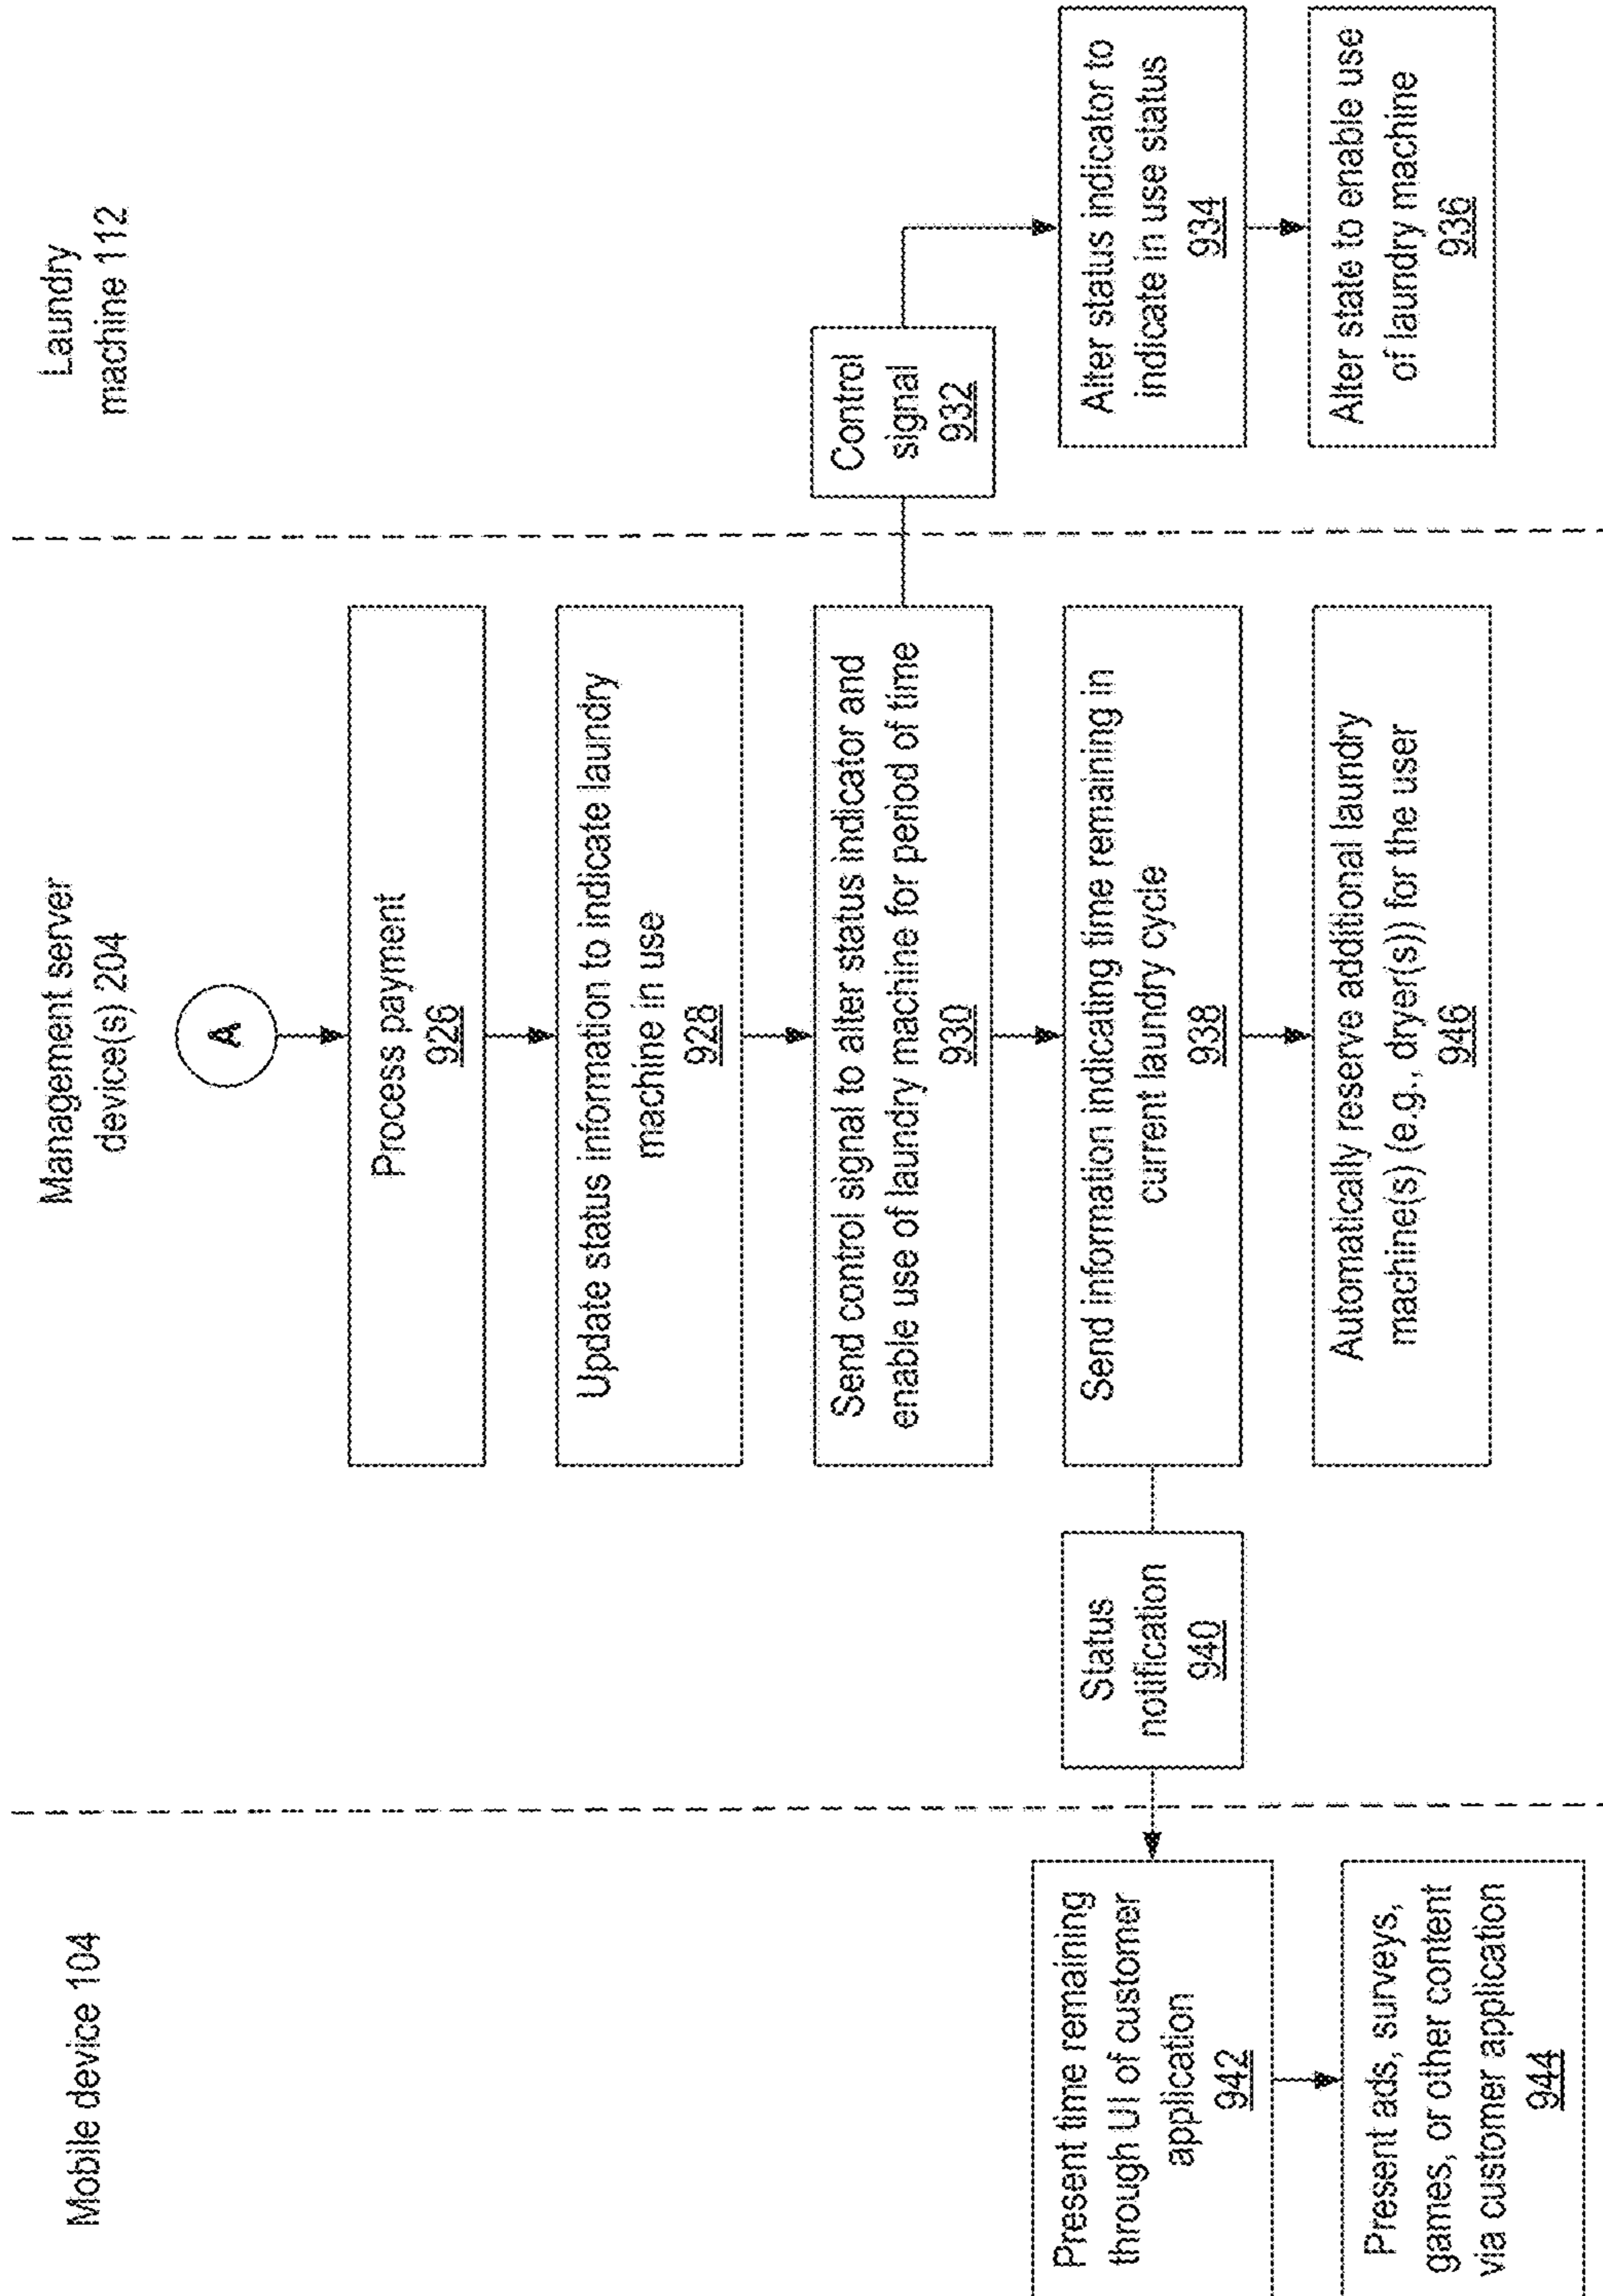 Mobile device 104
Management server
device(s) 204
Laundry
machine 112
A
Process payment
926
Update status information to indicate laundry
machine in use
928
Send control signal to alter status indicator and
enable use of laundry machine for period of time
930
Control
signal
932
Alter status indicator to
indicate in use status
934
Alter state to enable use
of laundry machine
936
Send information indicating time remaining in
current laundry cycle
938
Status
notification
940
Present time remaining
through UI of customer
application
942
Present ads, surveys,
games, or other content
via customer application
944
Automatically reserve additional laundry
machine(s) (e.g., dryer(s)) for the user
946